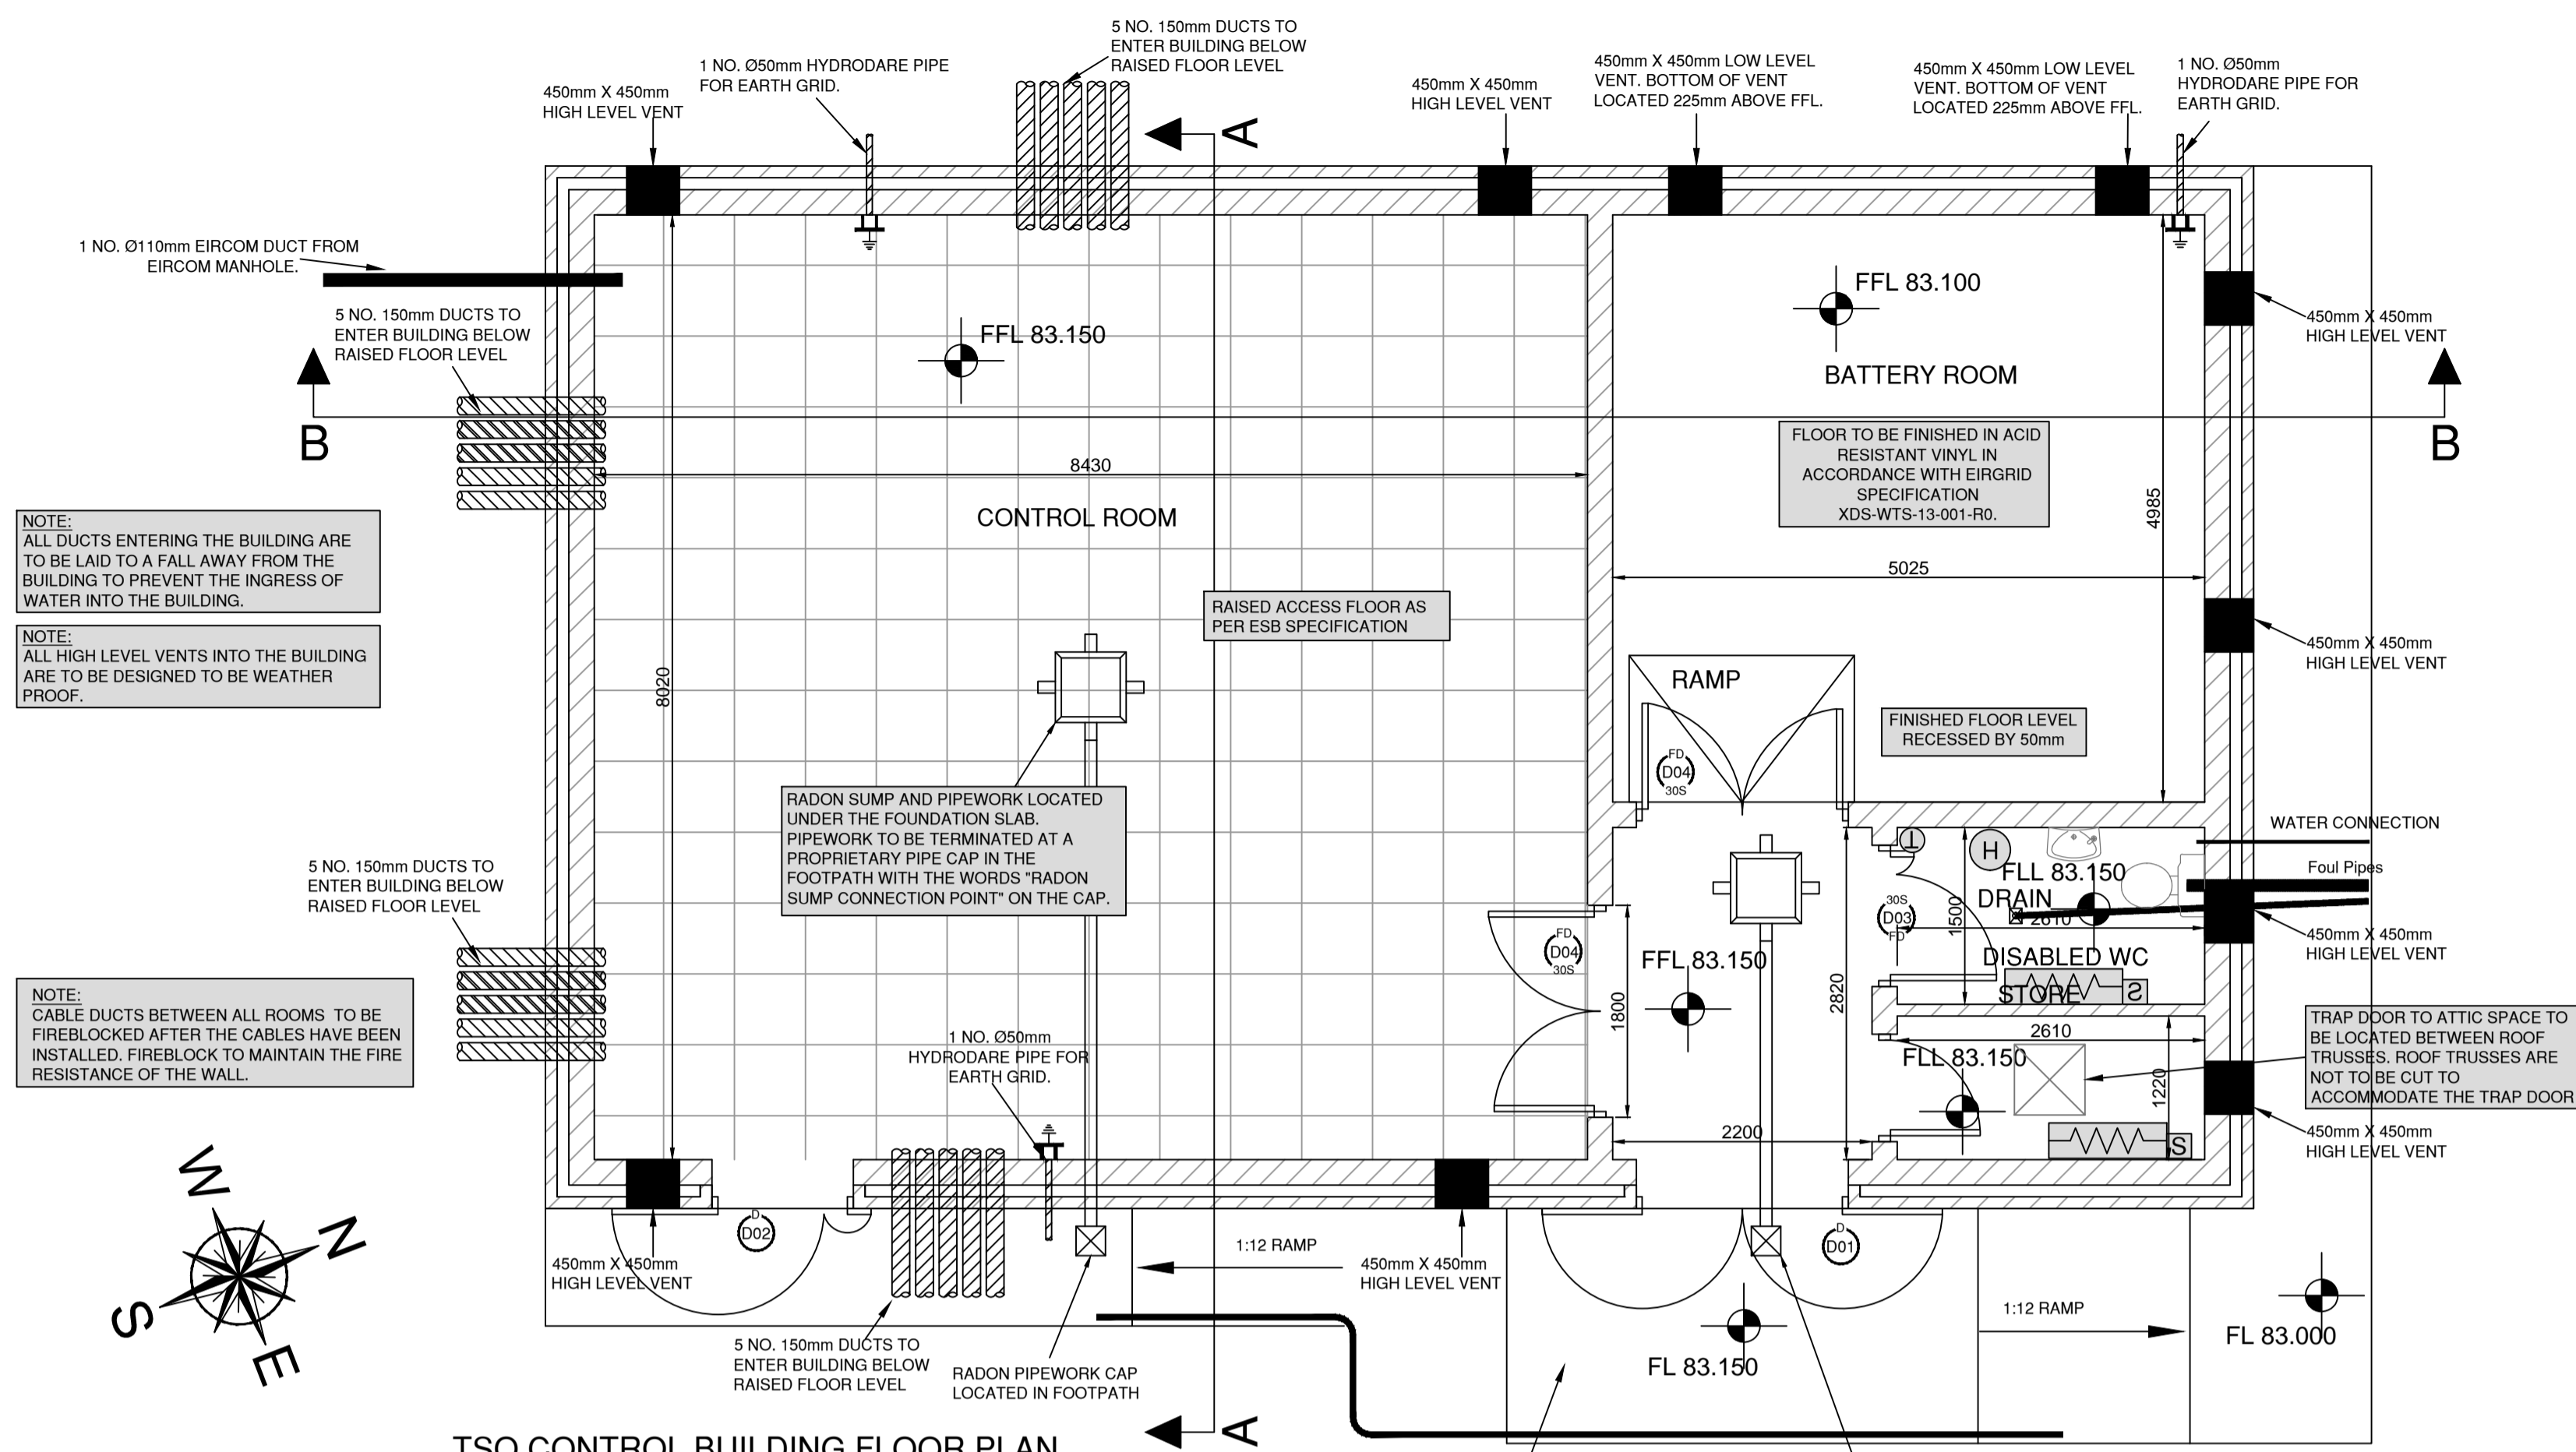 5 NO. 150mm DUCTS TO
ENTER BUILDING BELOW
RAISED FLOOR LEVEL
1 NO. Ø50mm HYDRODARE PIPE
FOR EARTH GRID.
450mm X 450mm
HIGH LEVEL VENT
450mm X 450mm
HIGH LEVEL VENT
450mm X 450mm LOW LEVEL
VENT. BOTTOM OF VENT
LOCATED 225mm ABOVE FFL.
450mm X 450mm LOW LEVEL
VENT. BOTTOM OF VENT
LOCATED 225mm ABOVE FFL.
1 NO. Ø50mm
HYDRODARE PIPE FOR
EARTH GRID.
A
1 NO. Ø110mm EIRCOM DUCT FROM
EIRCOM MANHOLE.
5 NO. 150mm DUCTS TO
ENTER BUILDING BELOW
RAISED FLOOR LEVEL
FFL 83.150
FFL 83.100
BATTERY ROOM
450mm X 450mm
HIGH LEVEL VENT
B
B
8430
CONTROL ROOM
FLOOR TO BE FINISHED IN ACID
RESISTANT VINYL IN
ACCORDANCE WITH EIRGRID
SPECIFICATION
XDS-WTS-13-001-R0.
4985
5025
NOTE:
ALL DUCTS ENTERING THE BUILDING ARE
TO BE LAID TO A FALL AWAY FROM THE
BUILDING TO PREVENT THE INGRESS OF
WATER INTO THE BUILDING.
NOTE:
ALL HIGH LEVEL VENTS INTO THE BUILDING
ARE TO BE DESIGNED TO BE WEATHER
PROOF.
RAISED ACCESS FLOOR AS
PER ESB SPECIFICATION
8020
RAMP
450mm X 450mm
HIGH LEVEL VENT
FINISHED FLOOR LEVEL
RECESSED BY 50mm
FD
D04
30S
RADON SUMP AND PIPEWORK LOCATED
UNDER THE FOUNDATION SLAB.
PIPEWORK TO BE TERMINATED AT A
PROPRIETARY PIPE CAP IN THE
FOOTPATH WITH THE WORDS "RADON
SUMP CONNECTION POINT" ON THE CAP.
WATER CONNECTION
T
H
FLL 83.150
Foul Pipes
DRAIN
2610
1500
30S
D03
FD
5 NO. 150mm DUCTS TO
ENTER BUILDING BELOW
RAISED FLOOR LEVEL
FD
D04
30S
FFL 83.150
DISABLED WC
450mm X 450mm
HIGH LEVEL VENT
STORE
S
1800
2820
NOTE:
CABLE DUCTS BETWEEN ALL ROOMS TO BE
FIREBLOCKED AFTER THE CABLES HAVE BEEN
INSTALLED. FIREBLOCK TO MAINTAIN THE FIRE
RESISTANCE OF THE WALL.
1 NO. Ø50mm
HYDRODARE PIPE FOR
EARTH GRID.
2610
FLL 83.150
1220
TRAP DOOR TO ATTIC SPACE TO
BE LOCATED BETWEEN ROOF
TRUSSES. ROOF TRUSSES ARE
NOT TO BE CUT TO
ACCOMMODATE THE TRAP DOOR
2200
S
450mm X 450mm
HIGH LEVEL VENT
W
N
S
E
D
D02
D
D01
450mm X 450mm
HIGH LEVEL VENT
1:12 RAMP
450mm X 450mm
HIGH LEVEL VENT
1:12 RAMP
FL 83.000
5 NO. 150mm DUCTS TO
ENTER BUILDING BELOW
RAISED FLOOR LEVEL
RADON PIPEWORK CAP
LOCATED IN FOOTPATH
FL 83.150
A
TSO CONTROL BUILDING FLOOR PLAN